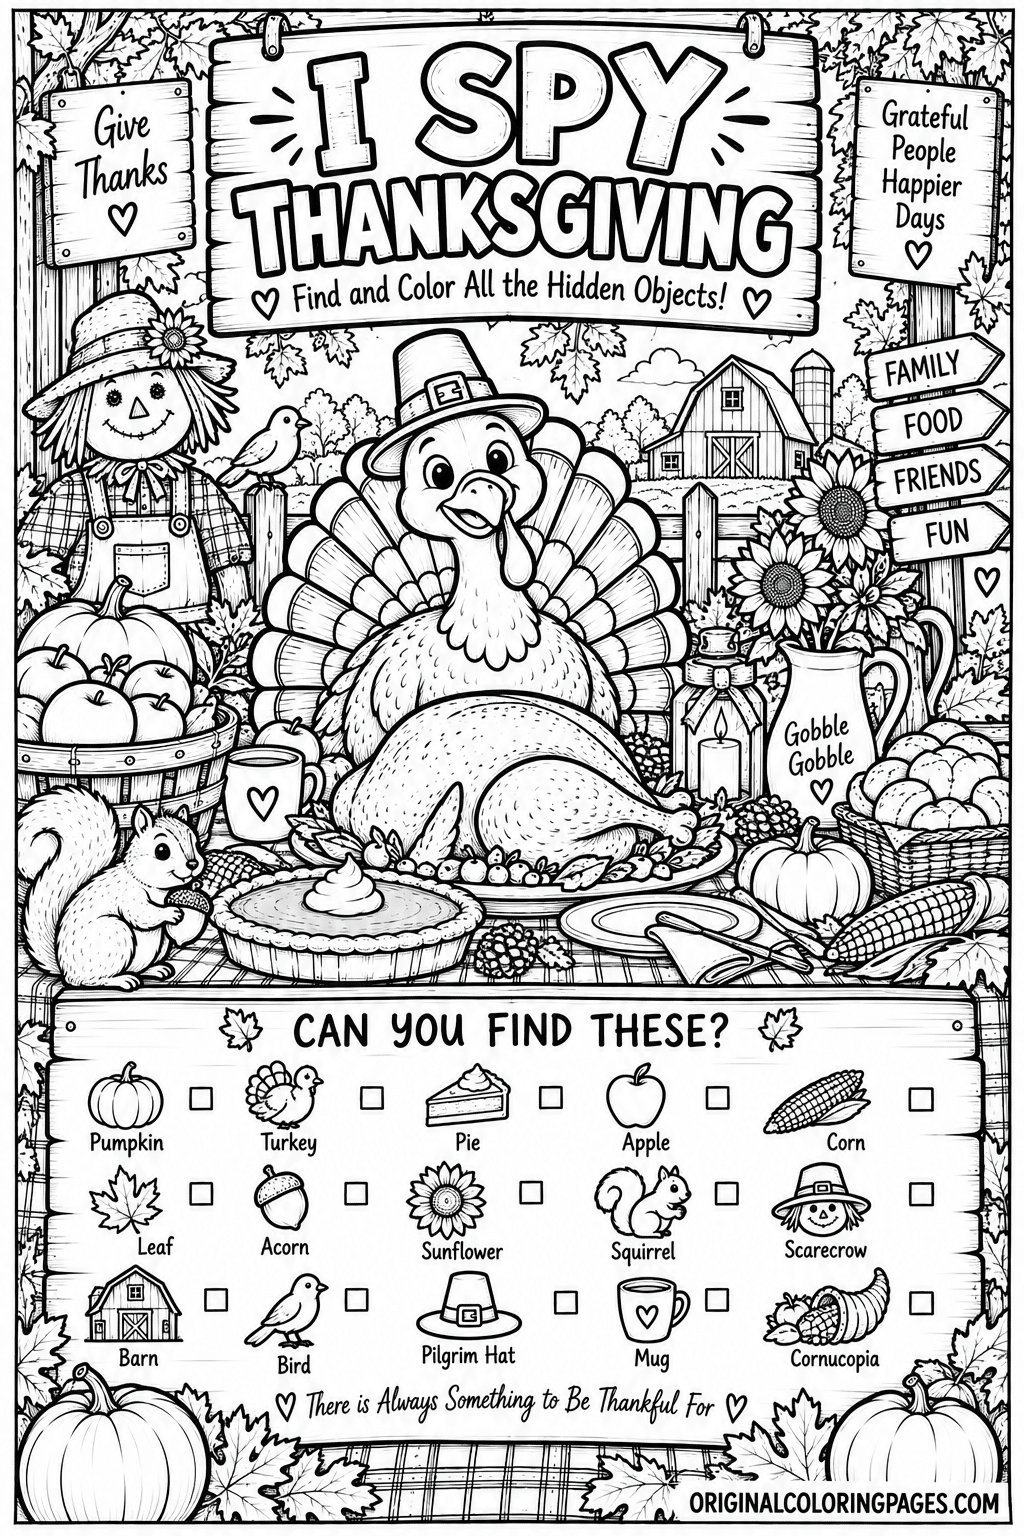 I SPY
THANKSGIVING
Find and Color All the Hidden Objects!
Give
Thanks
Grateful
People
Happier
Days
FAMILY
FOOD
FRIENDS
FUN
Gobble
Gobble
CAN YOU FIND THESE?
Pumpkin
Turkey
Pie
Apple
Corn
Leaf
Acorn
Sunflower
Squirrel
Scarecrow
Barn
Bird
Pilgrim Hat
Mug
Cornucopia
There is Always Something to Be Thankful For
ORIGINALCOLORINGPAGES.COM